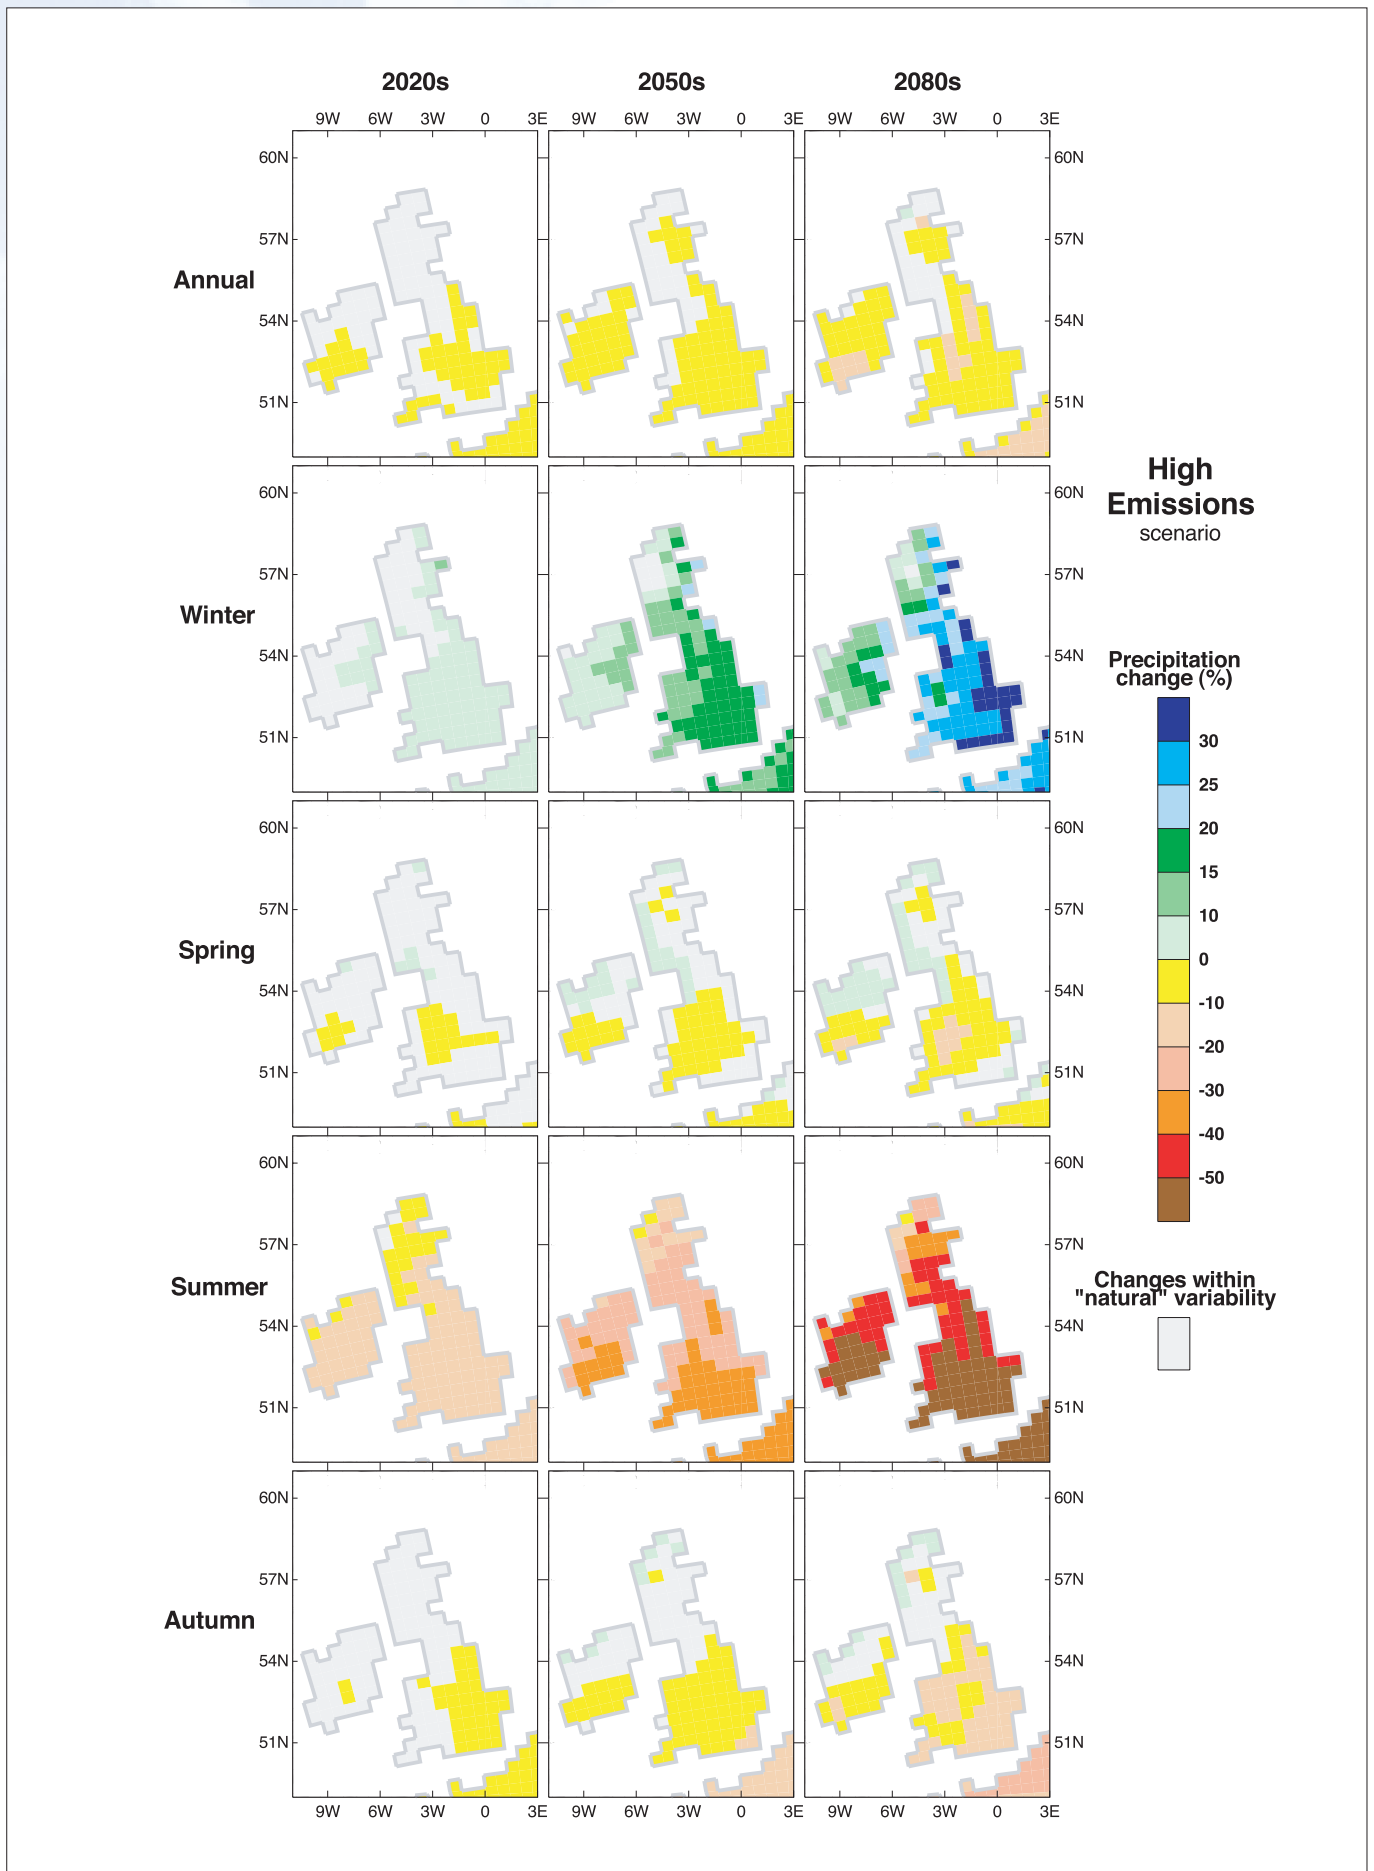 2020s 2050s 2080s
9W 6W 3W 0 3E 9W 6W 3W 0 3E 9W 6W 3W 0 3E
60N 60N
57N 57N
Annual
54N 54N
51N 51N
High
Emissions
scenario
60N 60N
57N 57N
Winter
54N 54N
51N 51N
Precipitation
change (%)
30
25
20
15
10
0
-10
-20
-30
-40
-50
60N 60N
57N 57N
Spring
54N 54N
51N 51N
60N 60N
57N 57N
Summer
54N 54N
51N 51N
Changes within
"natural" variability
60N 60N
57N 57N
Autumn
54N 54N
51N 51N
9W 6W 3W 0 3E 9W 6W 3W 0 3E 9W 6W 3W 0 3E